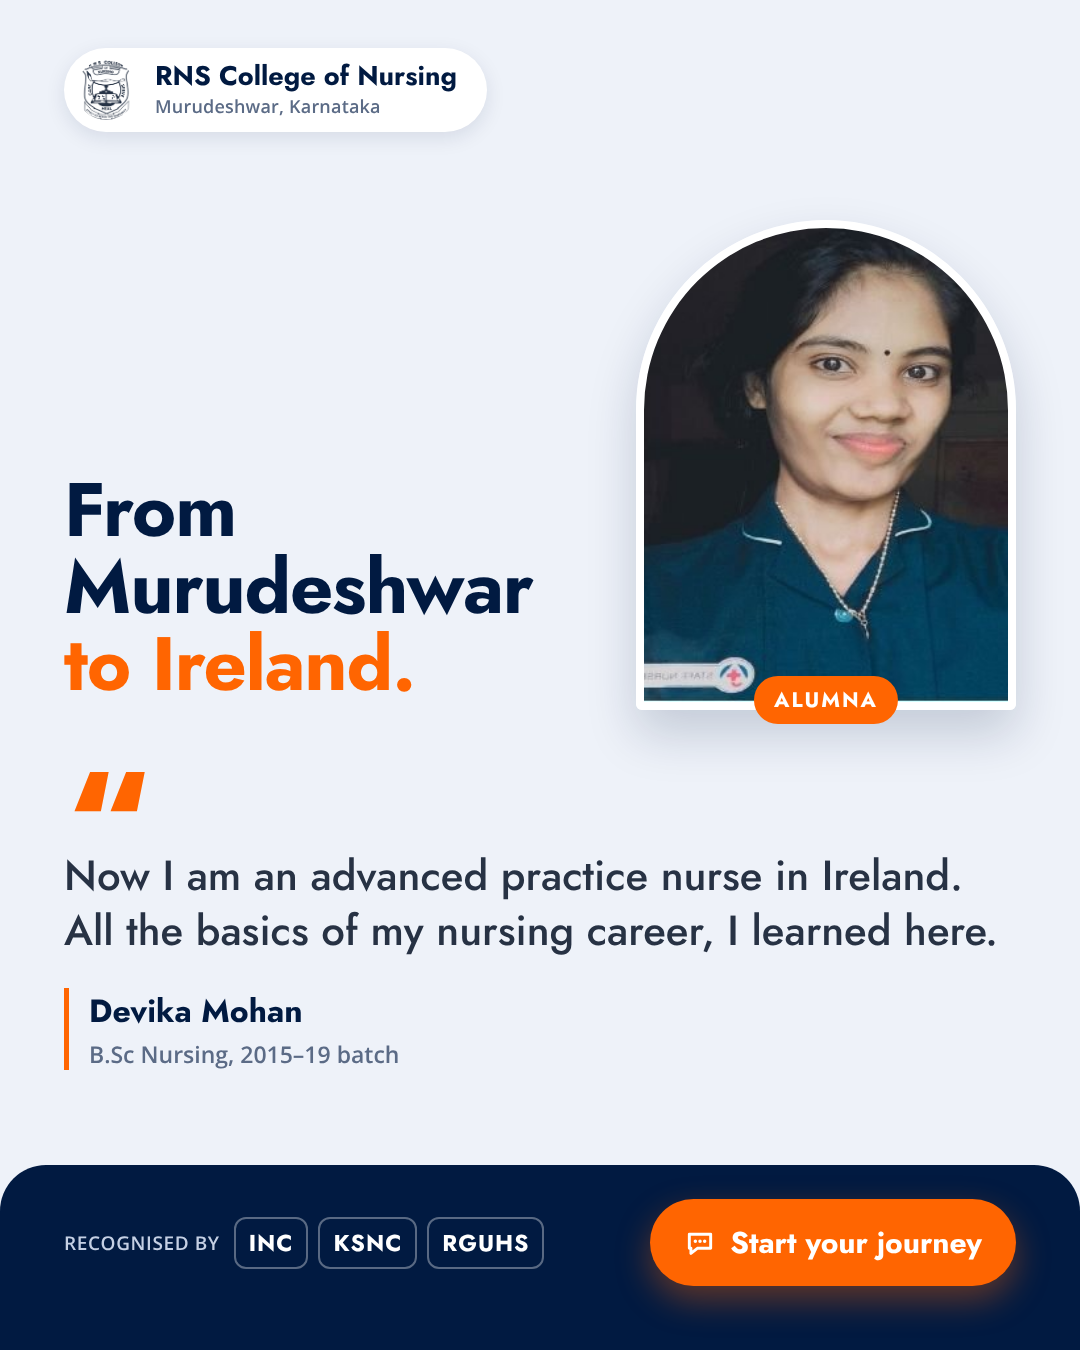 RNS College of Nursing
Murudeshwar, Karnataka
From
Murudeshwar
to Ireland.
ALUMNA
“
Now I am an advanced practice nurse in Ireland.
All the basics of my nursing career, I learned here.
Devika Mohan
B.Sc Nursing, 2015–19 batch
RECOGNISED BY
INC
KSNC
RGUHS
Start your journey